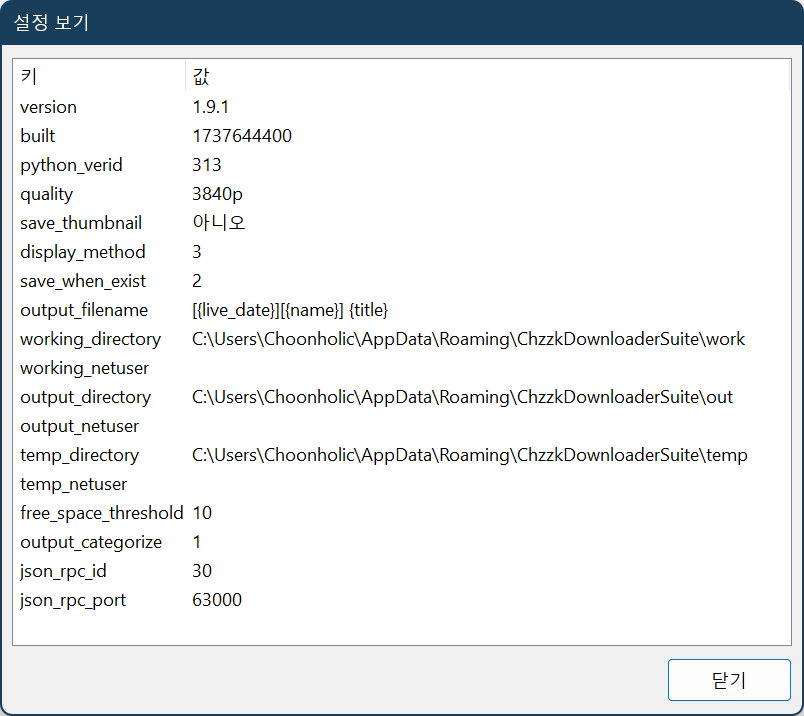 설정 보기
키 값
version 1.9.1
built 1737644400
python_verid 313
quality 3840p
save_thumbnail 아니오
display_method 3
save_when_exist 2
output_filename [{live_date}][{name}] {title}
working_directory C:\Users\Choonholic\AppData\Roaming\ChzzkDownloaderSuite\work
working_netuser
output_directory C:\Users\Choonholic\AppData\Roaming\ChzzkDownloaderSuite\out
output_netuser
temp_directory C:\Users\Choonholic\AppData\Roaming\ChzzkDownloaderSuite\temp
temp_netuser
free_space_threshold 10
output_categorize 1
json_rpc_id 30
json_rpc_port 63000
닫기